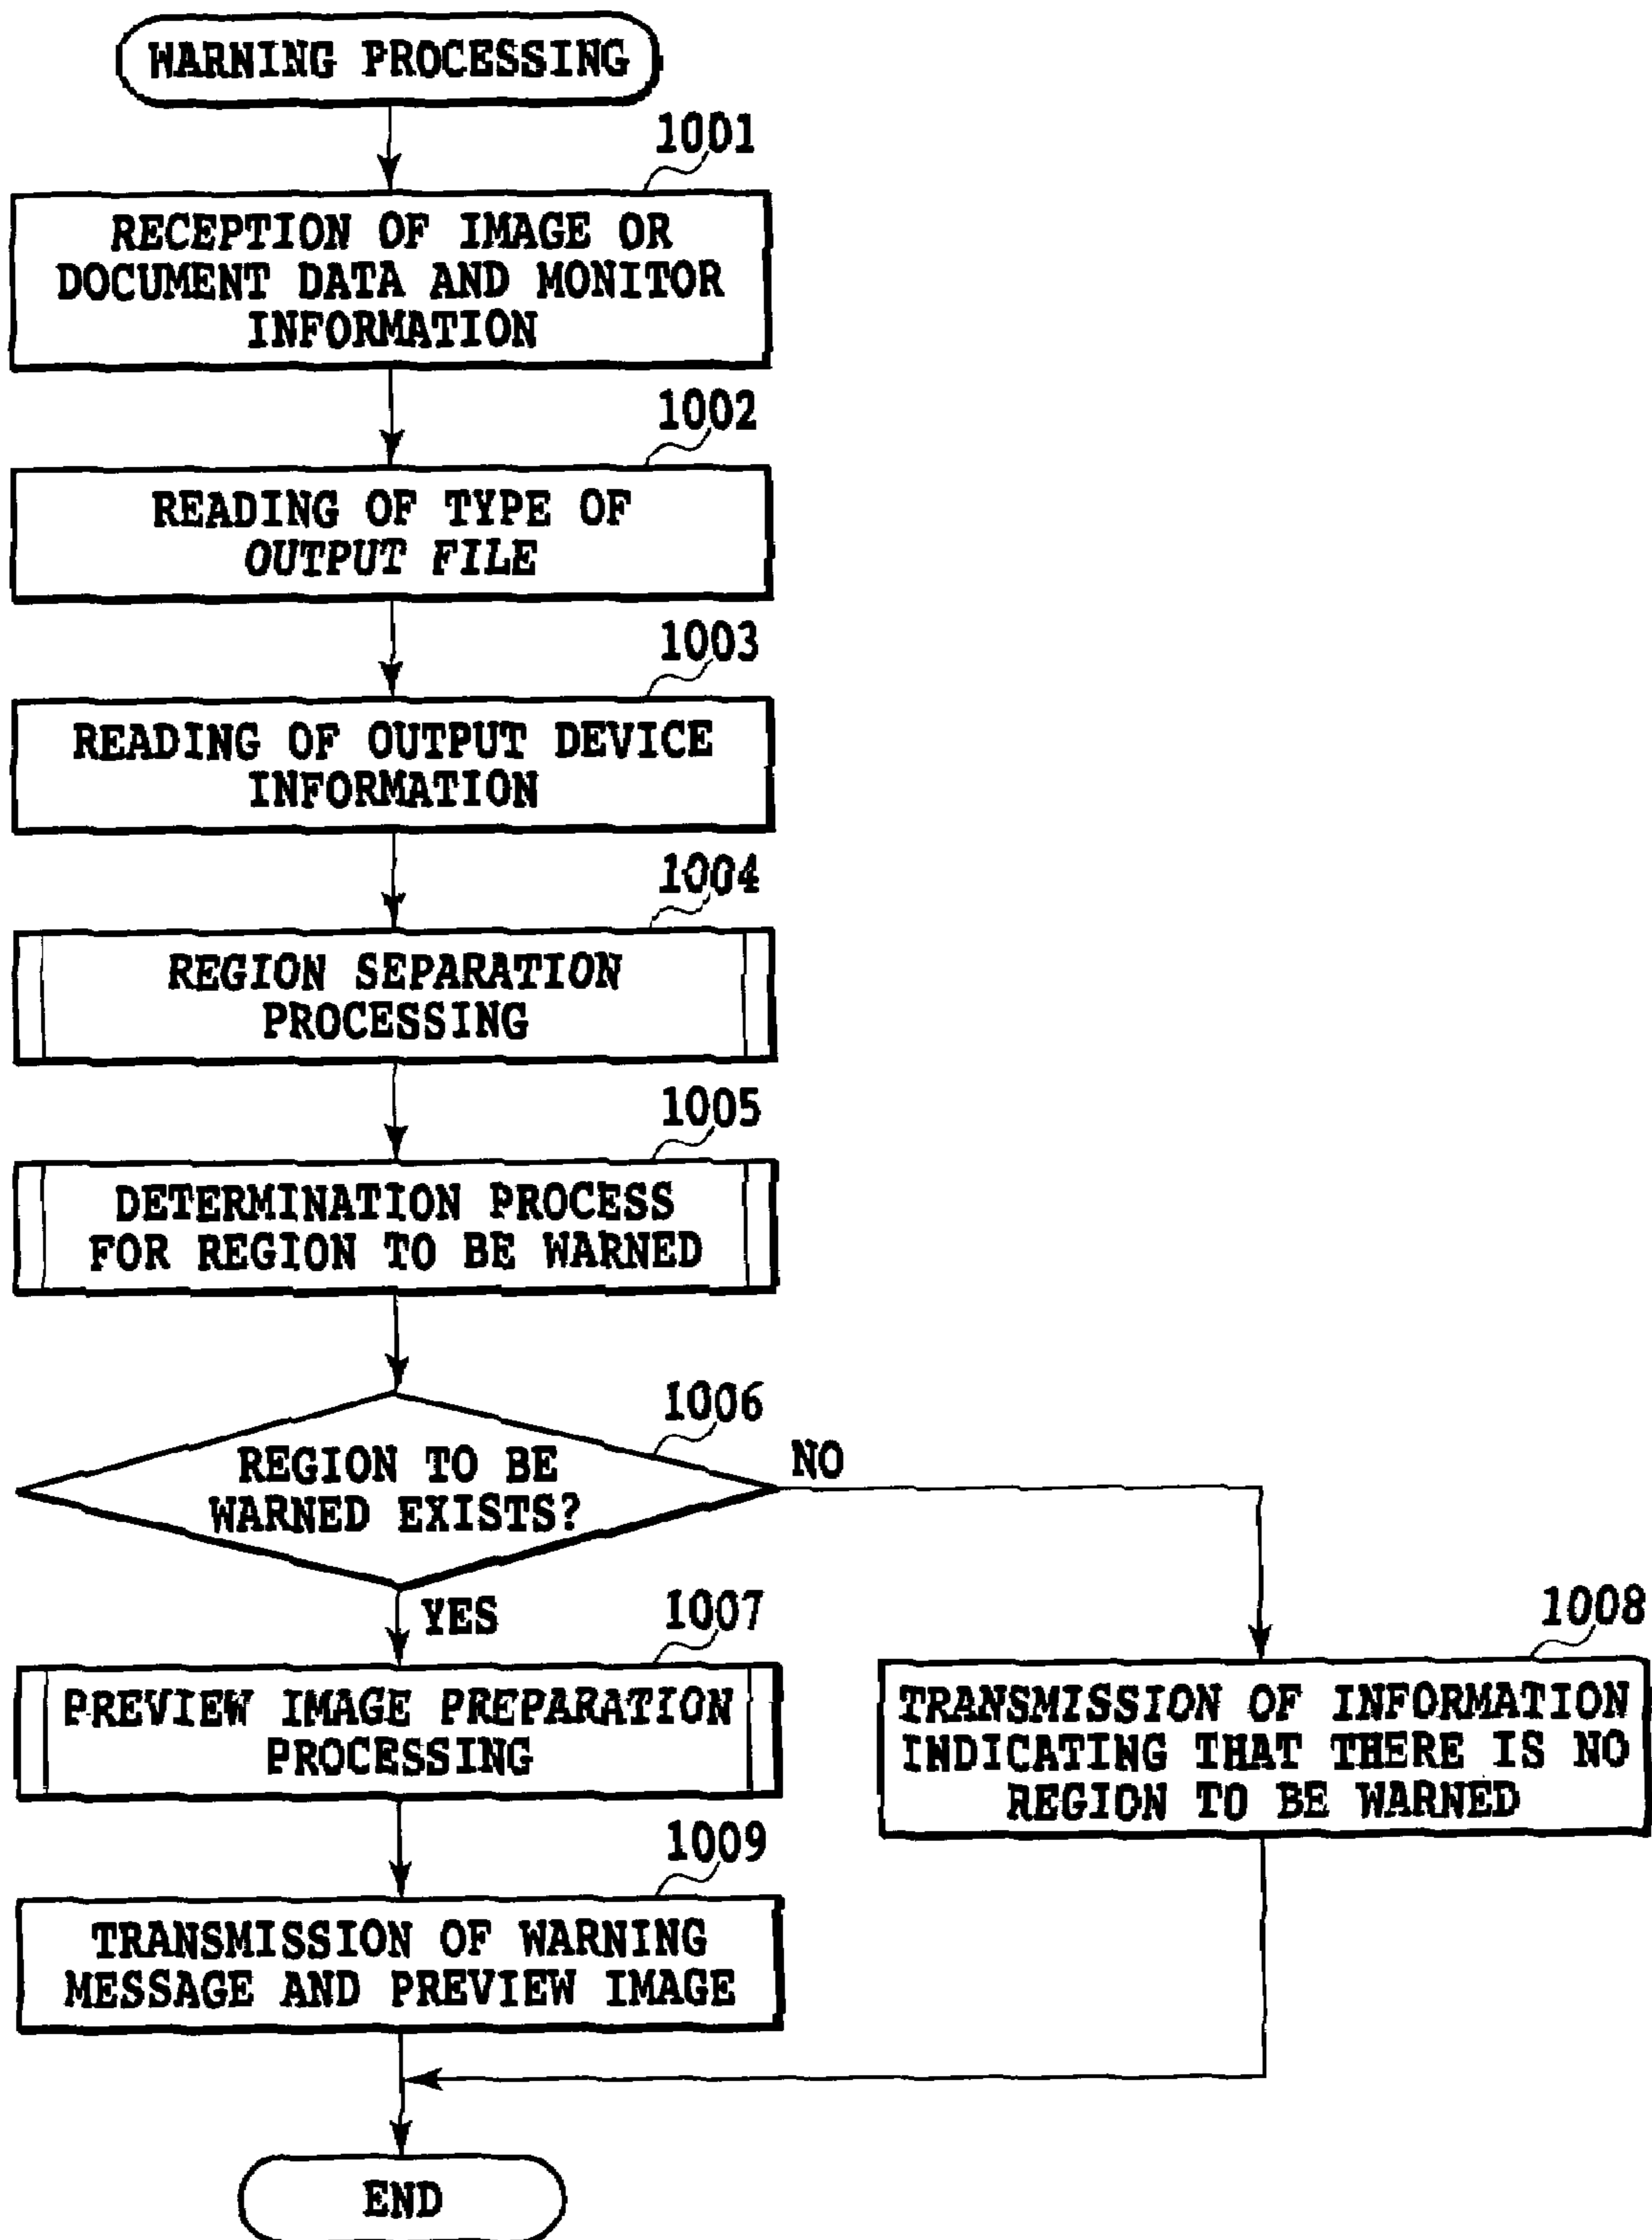 WARNING PROCESSING
1001
RECEPTION OF IMAGE OR
DOCUMENT DATA AND MONITOR
INFORMATION
1002
READING OF TYPE OF
OUTPUT FILE
1003
READING OF OUTPUT DEVICE
INFORMATION
1004
REGION SEPARATION
PROCESSING
1005
DETERMINATION PROCESS
FOR REGION TO BE WARNED
1006
REGION TO BE
WARNED EXISTS?
NO
YES
1007
PREVIEW IMAGE PREPARATION
PROCESSING
1008
TRANSMISSION OF INFORMATION
INDICATING THAT THERE IS NO
REGION TO BE WARNED
1009
TRANSMISSION OF WARNING
MESSAGE AND PREVIEW IMAGE
END